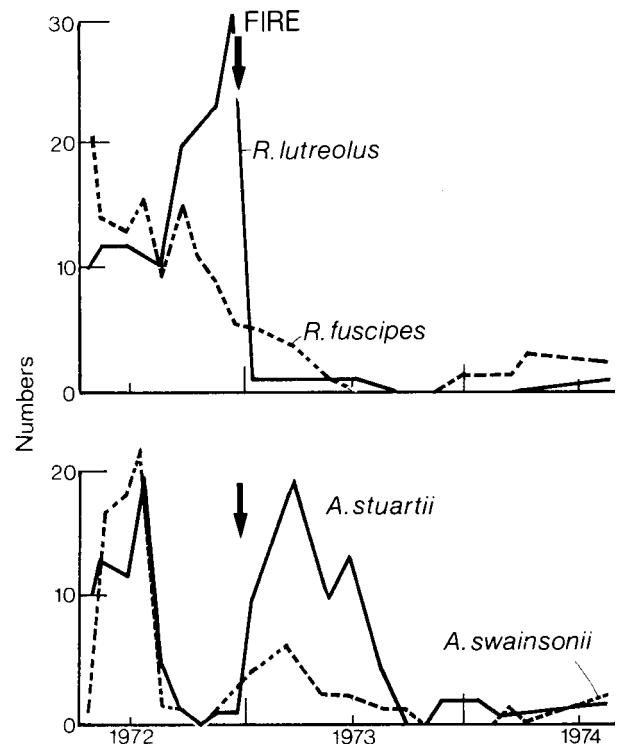 30
FIRE
20
R. lutreolus
10
R. fuscipes
0
Numbers
20
A. stuartii
10
A. swainsonii
0
1972 1973 1974